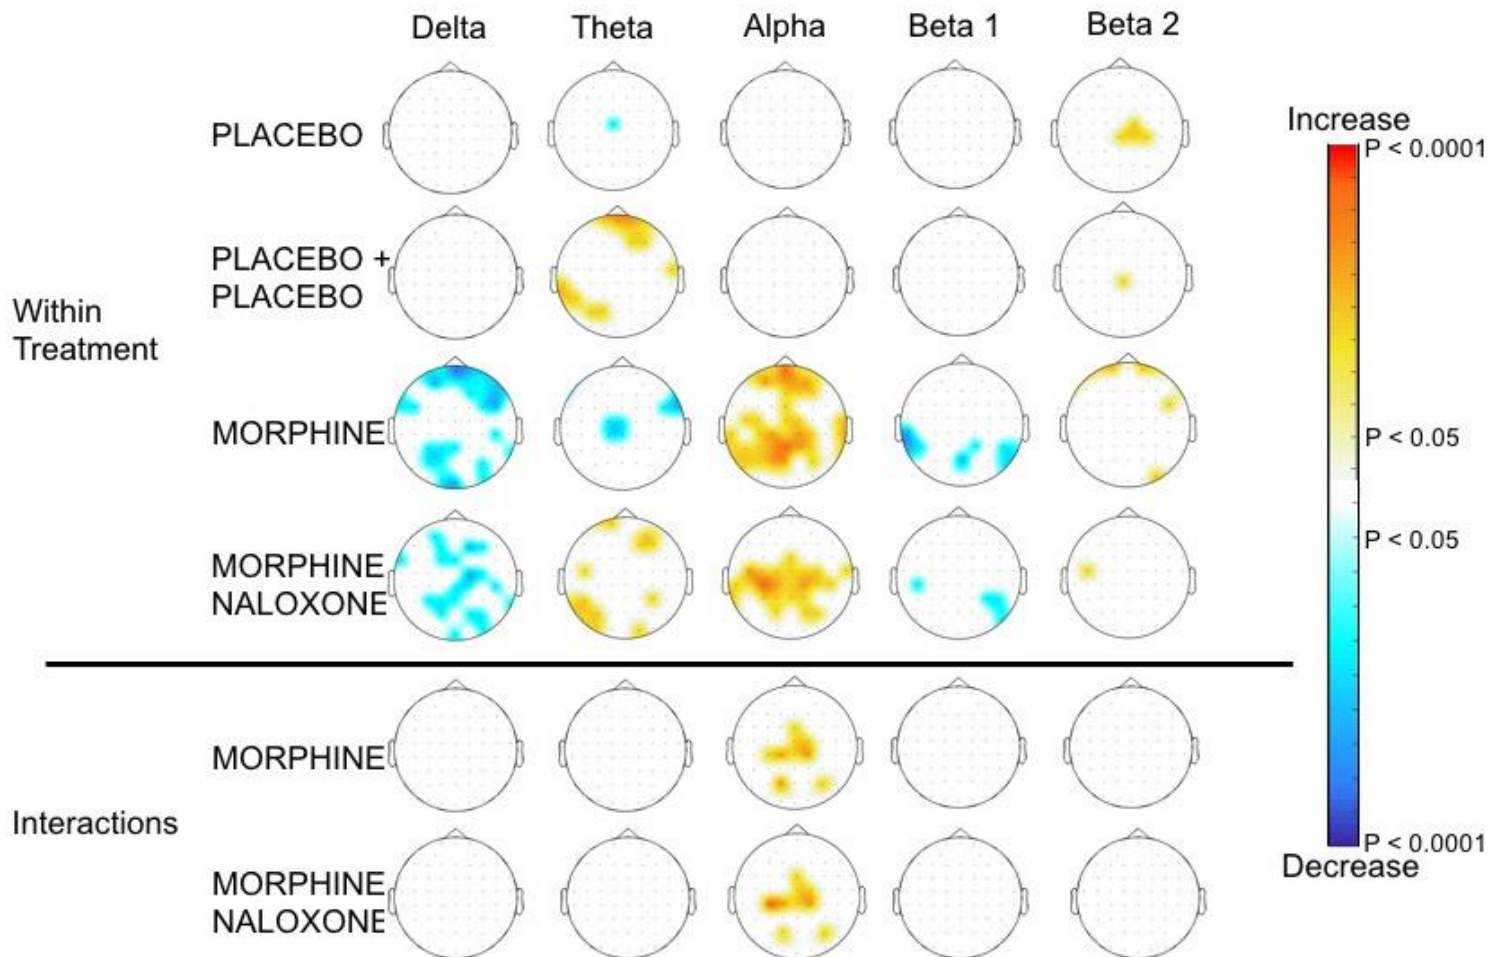 Delta Theta Alpha Beta 1 Beta 2
Increase
P < 0.0001
PLACEBO
PLACEBO +
PLACEBO
Within
Treatment
MORPHINE
P < 0.05
P < 0.05
MORPHINE
NALOXONE
MORPHINE
Interactions
MORPHINE
NALOXONE
P < 0.0001
Decrease